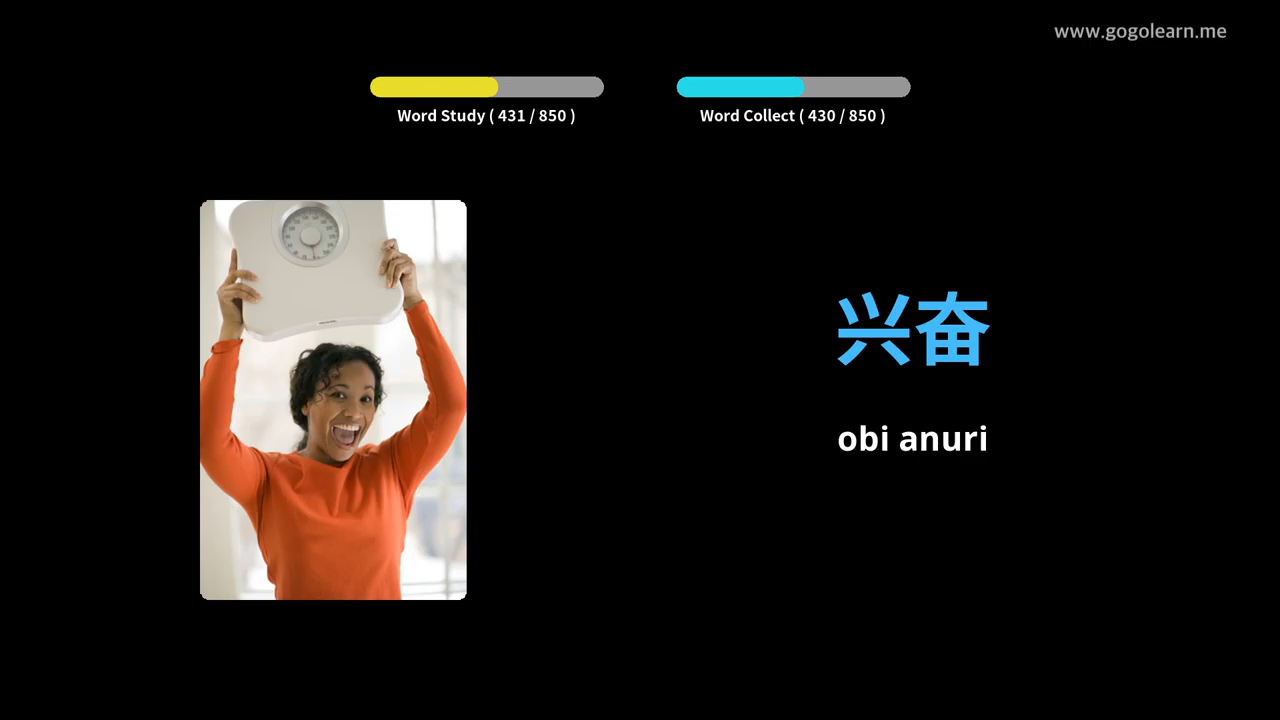 www.gogolearn.me
Word Study ( 431 / 850 )
Word Collect ( 430 / 850 )
兴奋
obi anuri